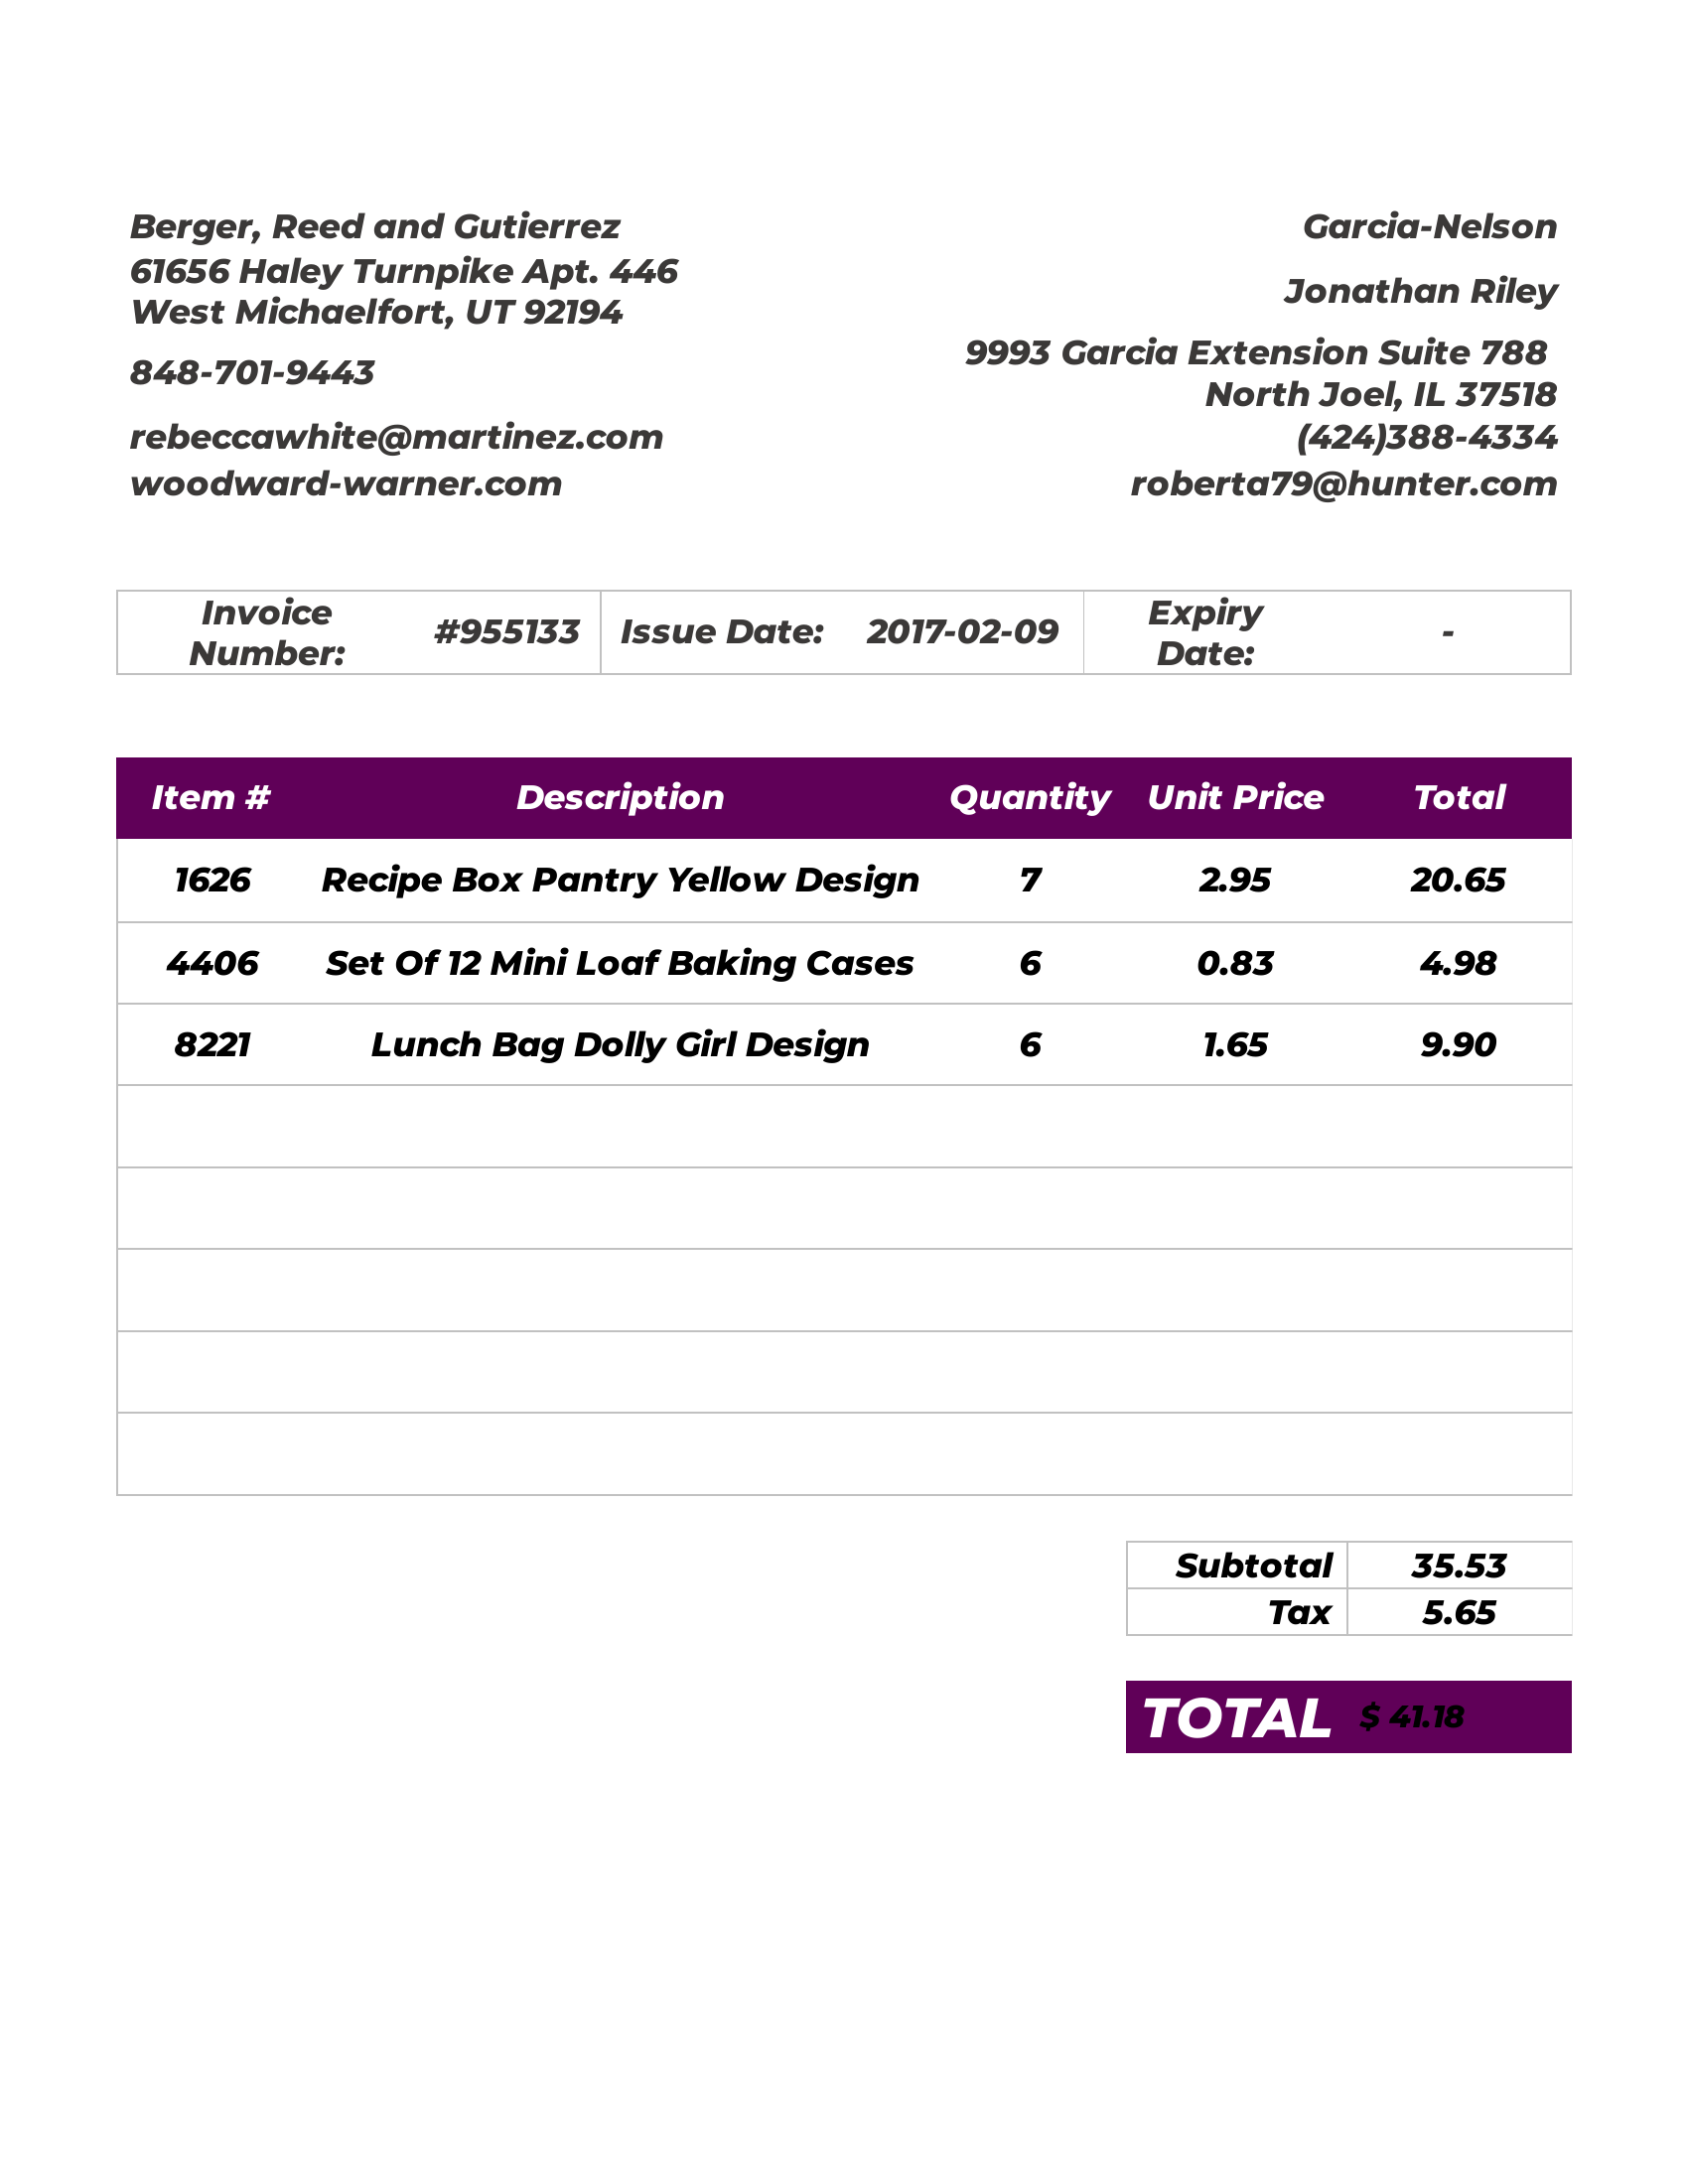 Berger, Reed and Gutierrez
61656 Haley Turnpike Apt. 446
West Michaelfort, UT 92194
848-701-9443
rebeccawhite@martinez.com
woodward-warner.com
Garcia-Nelson
Jonathan Riley
9993 Garcia Extension Suite 788
North Joel, IL 37518
(424)388-4334
roberta79@hunter.com
Invoice
Number:
#955133
Issue Date: 2017-02-09
Expiry
Date:
-
Item # Description Quantity Unit Price Total
1626 Recipe Box Pantry Yellow Design 7 2.95 20.65
4406 Set Of 12 Mini Loaf Baking Cases 6 0.83 4.98
8221 Lunch Bag Dolly Girl Design 6 1.65 9.90
Subtotal 35.53
Tax 5.65
TOTAL $ 41.18